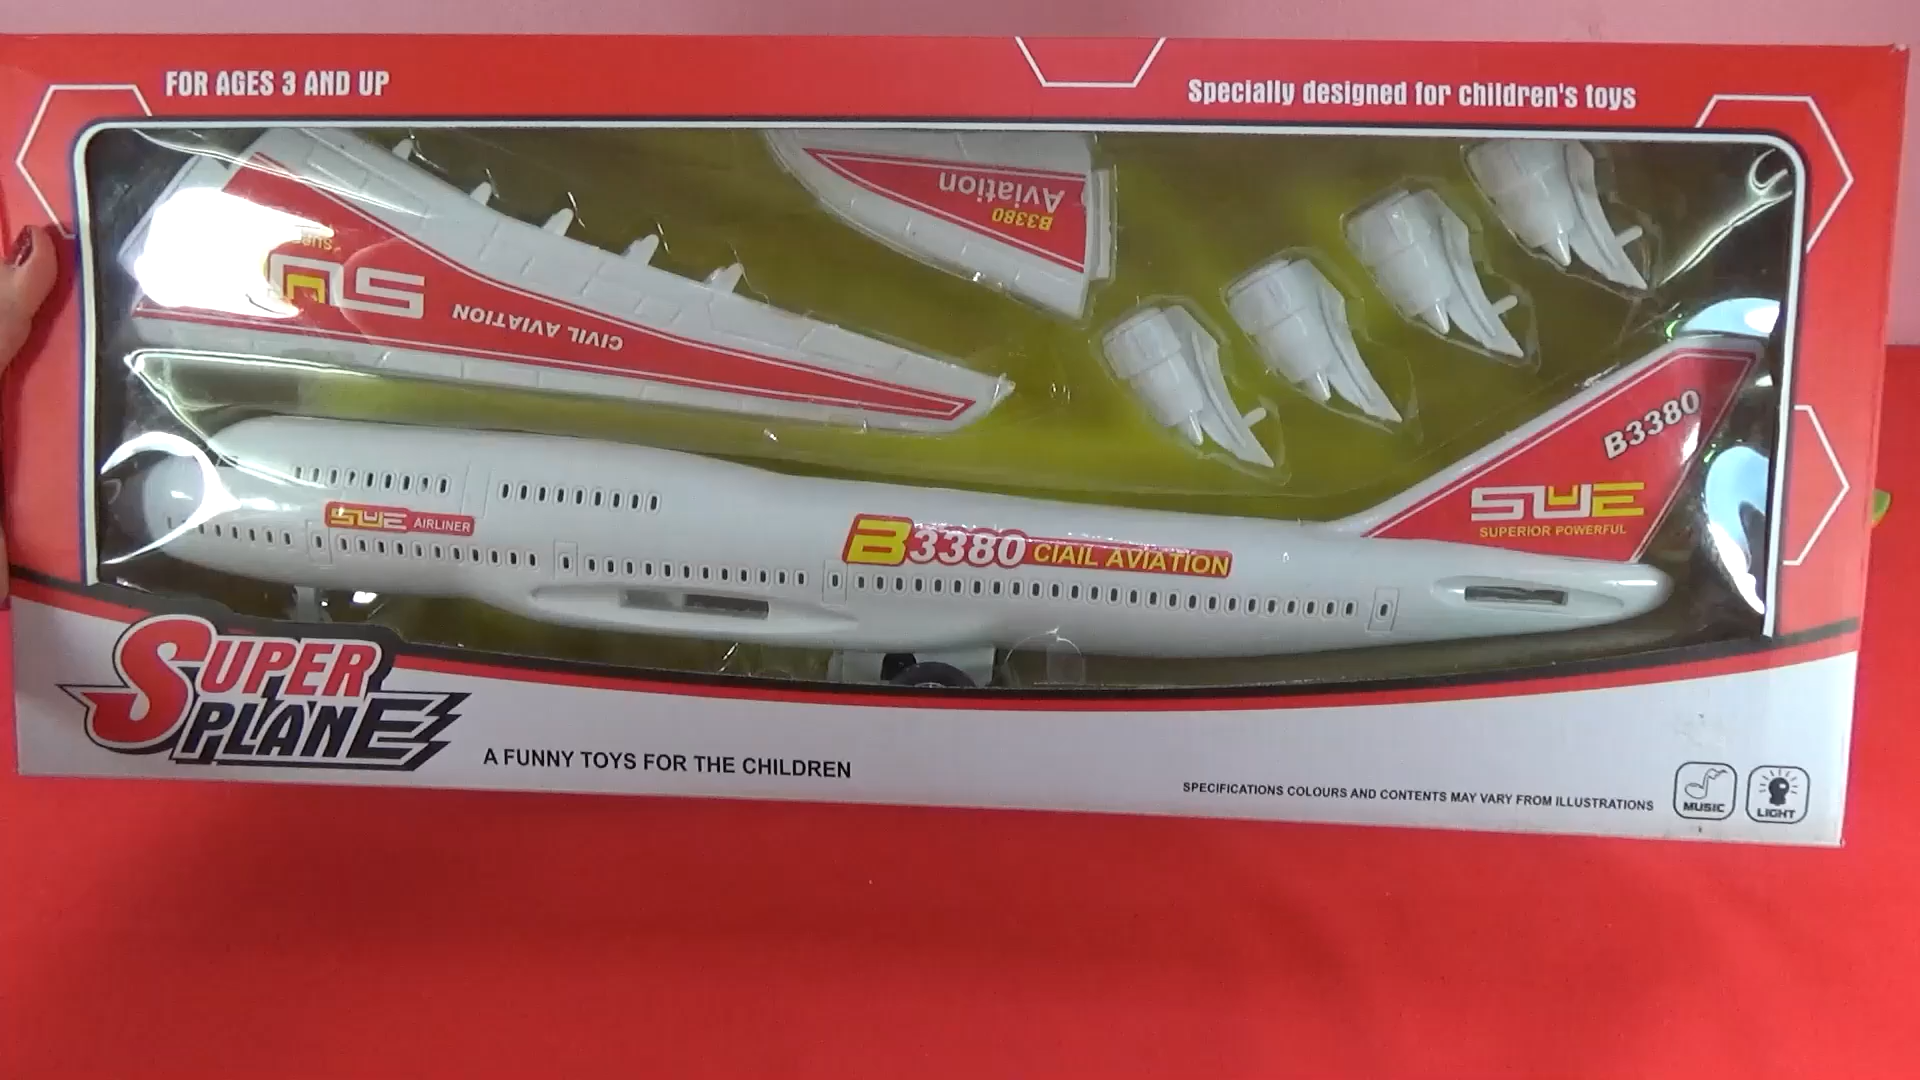 FOR AGES 3 AND UP
Specially designed for children's toys
Aviation
B3380
CIVIL AVIATION
B3380
SUE
SUPERIOR POWERFUL
SUE AIRLINER
B3380 CIAIL AVIATION
SUPER
PLANE
A FUNNY TOYS FOR THE CHILDREN
SPECIFICATIONS COLOURS AND CONTENTS MAY VARY FROM ILLUSTRATIONS
MUSIC
LIGHT